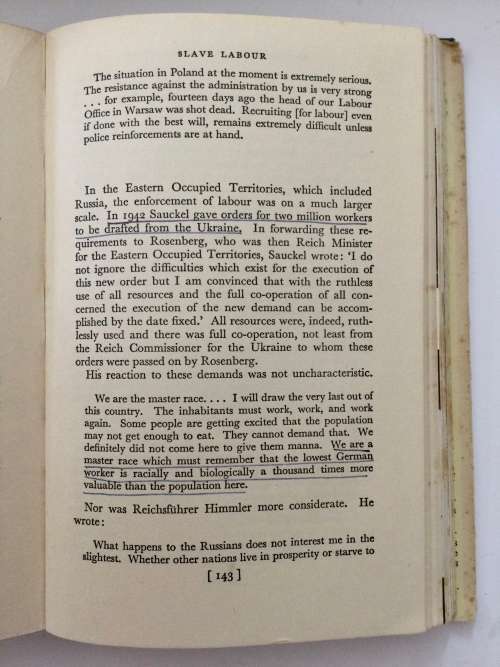 SLAVE LABOUR
The situation in Poland at the moment is extremely serious.
The resistance against the administration by us is very strong
. . . for example, fourteen days ago the head of our Labour
Office in Warsaw was shot dead. Recruiting [for labour] even
if done with the best will, remains extremely difficult unless
police reinforcements are at hand.
In the Eastern Occupied Territories, which included
Russia, the enforcement of labour was on a much larger
scale. In 1942 Sauckel gave orders for two million workers
to be drafted from the Ukraine. In forwarding these re-
quirements to Rosenberg, who was then Reich Minister
for the Eastern Occupied Territories, Sauckel wrote: 'I do
not ignore the difficulties which exist for the execution of
this new order but I am convinced that with the ruthless
use of all resources and the full co-operation of all con-
cerned the execution of the new demand can be accom-
plished by the date fixed.' All resources were, indeed, ruth-
lessly used and there was full co-operation, not least from
the Reich Commissioner for the Ukraine to whom these
orders were passed on by Rosenberg.
His reaction to these demands was not uncharacteristic.
We are the master race. . . . I will draw the very last out of
this country. The inhabitants must work, work, and work
again. Some people are getting excited that the population
may not get enough to eat. They cannot demand that. We
definitely did not come here to give them manna. We are a
master race which must remember that the lowest German
worker is racially and biologically a thousand times more
valuable than the population here.
Nor was Reichsführer Himmler more considerate. He
wrote:
What happens to the Russians does not interest me in the
slightest. Whether other nations live in prosperity or starve to
[ 143 ]